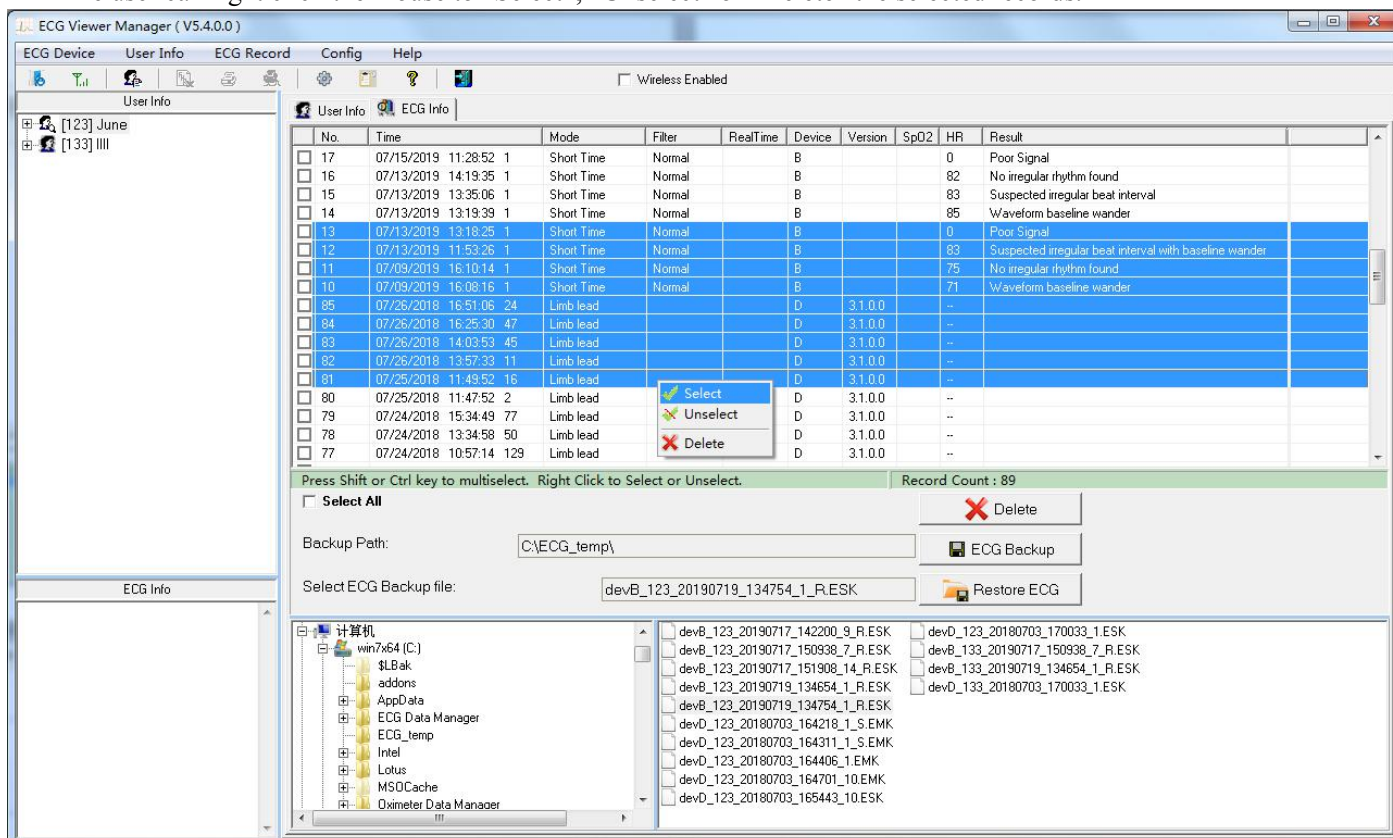 ECG Viewer Manager ( V5.4.0.0 )
ECG Device User Info ECG Record Config Help
Wireless Enabled
User Info
[123] June
[133] llll
User Info ECG Info
No. Time Mode Filter RealTime Device Version SpO2 HR Result
17 07/15/2019 11:28:52 1 Short Time Normal B 0 Poor Signal
16 07/13/2019 14:19:35 1 Short Time Normal B 82 No irregular rhythm found
15 07/13/2019 13:35:06 1 Short Time Normal B 83 Suspected irregular beat interval
14 07/13/2019 13:19:39 1 Short Time Normal B 85 Waveform baseline wander
13 07/13/2019 13:18:25 1 Short Time Normal B 0 Poor Signal
12 07/13/2019 11:53:26 1 Short Time Normal B 83 Suspected irregular beat interval with baseline wander
11 07/09/2019 16:10:14 1 Short Time Normal B 75 No irregular rhythm found
10 07/09/2019 16:08:16 1 Short Time Normal B 71 Waveform baseline wander
85 07/26/2018 16:51:06 24 Limb lead D 3.1.0.0 --
84 07/26/2018 16:25:30 47 Limb lead D 3.1.0.0 --
83 07/26/2018 14:03:53 45 Limb lead D 3.1.0.0 --
82 07/26/2018 13:57:33 11 Limb lead D 3.1.0.0 --
81 07/25/2018 11:49:52 16 Limb lead D 3.1.0.0 --
80 07/25/2018 11:47:52 2 Limb lead D 3.1.0.0 --
79 07/24/2018 15:34:49 77 Limb lead D 3.1.0.0 --
78 07/24/2018 13:34:58 50 Limb lead D 3.1.0.0 --
77 07/24/2018 10:57:14 129 Limb lead D 3.1.0.0 --
Select
Unselect
Delete
Press Shift or Ctrl key to multiselect. Right Click to Select or Unselect. Record Count : 89
Select All
Delete
Backup Path: C:\ECG_temp\ ECG Backup
Select ECG Backup file: devB_123_20190719_134754_1_R.ESK Restore ECG
ECG Info
计算机
win7x64 (C:)
$LBak
addons
AppData
ECG Data Manager
ECG_temp
Intel
Lotus
MSOCache
Oximeter Data Manager
devB_123_20190717_142200_9_R.ESK
devB_123_20190717_150938_7_R.ESK
devB_123_20190717_151908_14_R.ESK
devB_123_20190719_134654_1_R.ESK
devB_123_20190719_134754_1_R.ESK
devD_123_20180703_164218_1_S.EMK
devD_123_20180703_164311_1_S.EMK
devD_123_20180703_164406_1.EMK
devD_123_20180703_164701_10.EMK
devD_123_20180703_165443_10.ESK
devD_123_20180703_170033_1.ESK
devB_133_20190717_150938_7_R.ESK
devB_133_20190719_134654_1_R.ESK
devD_133_20180703_170033_1.ESK